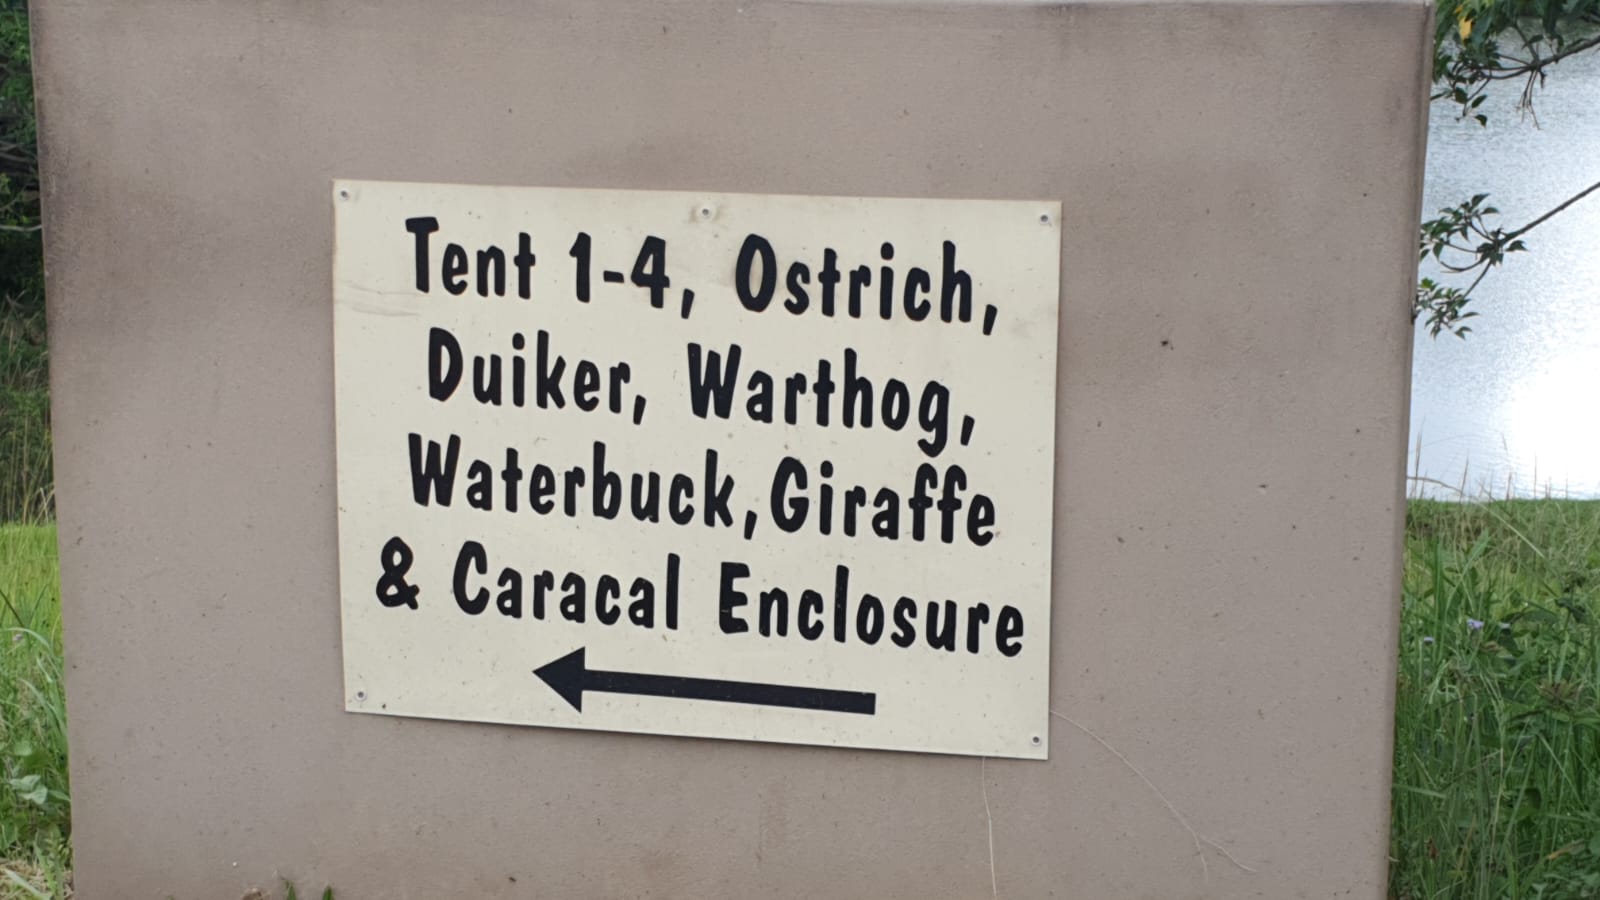 Tent 1-4, Ostrich,
Duiker, Warthog,
Waterbuck,Giraffe
& Caracal Enclosure